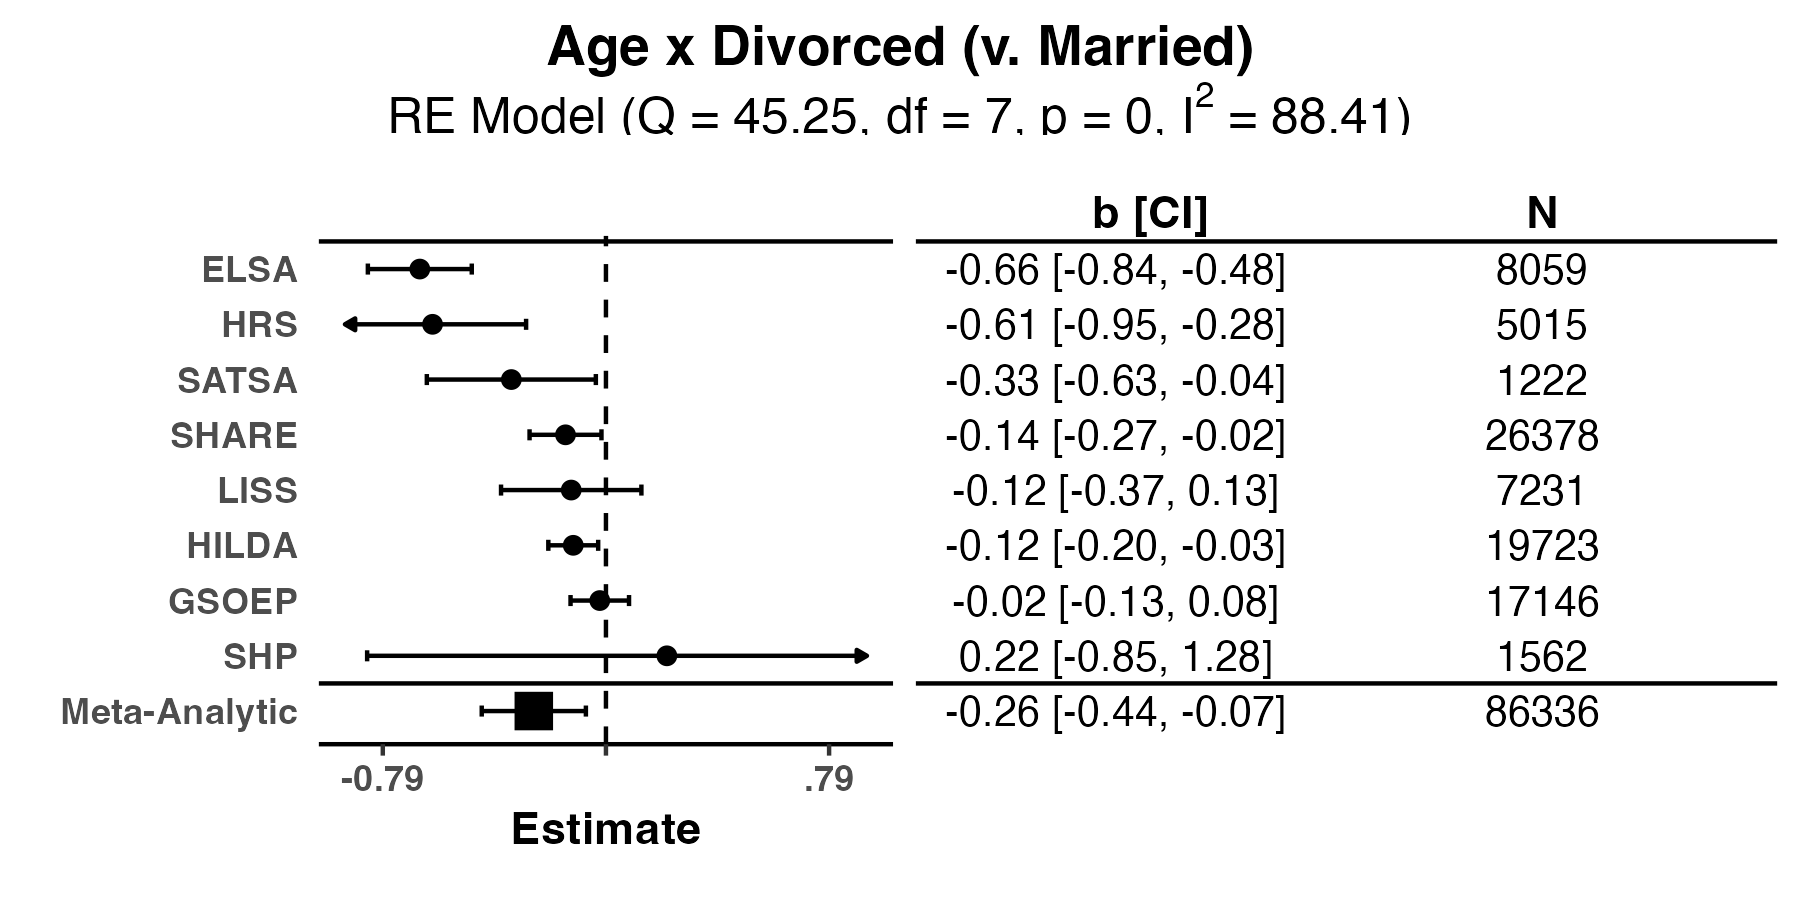 Age x Divorced (v. Married)
RE Model (Q = 45.25, df = 7, p = 0, I² = 88.41)
b [CI] N
ELSA -0.66 [-0.84, -0.48] 8059
HRS -0.61 [-0.95, -0.28] 5015
SATSA -0.33 [-0.63, -0.04] 1222
SHARE -0.14 [-0.27, -0.02] 26378
LISS -0.12 [-0.37, 0.13] 7231
HILDA -0.12 [-0.20, -0.03] 19723
GSOEP -0.02 [-0.13, 0.08] 17146
SHP 0.22 [-0.85, 1.28] 1562
Meta-Analytic -0.26 [-0.44, -0.07] 86336
-0.79 .79
Estimate